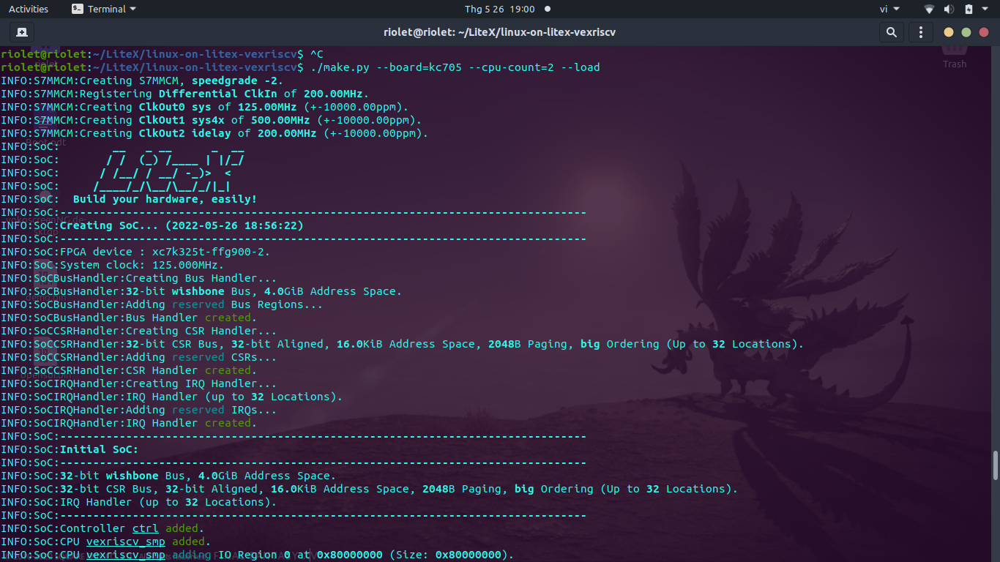 Activities Terminal Thg 5 26 19:00 vi
riolet@riolet: ~/LiteX/linux-on-litex-vexriscv
riolet@riolet:~/LiteX/linux-on-litex-vexriscv$ ^C
riolet@riolet:~/LiteX/linux-on-litex-vexriscv$ ./make.py --board=kc705 --cpu-count=2 --load
Trash
INFO:S7MMCM:Creating S7MMCM, speedgrade -2.
INFO:S7MMCM:Registering Differential ClkIn of 200.00MHz.
INFO:S7MMCM:Creating ClkOut0 sys of 125.00MHz (+-10000.00ppm).
INFO:S7MMCM:Creating ClkOut1 sys4x of 500.00MHz (+-10000.00ppm).
INFO:S7MMCM:Creating ClkOut2 idelay of 200.00MHz (+-10000.00ppm).
INFO:SoC:        __   _ __      _  __
INFO:SoC:       / /  (_) /____ | |/_/
INFO:SoC:      / /__/ / __/ -_)>  <
INFO:SoC:     /____/_/\__/\__/_/|_|
INFO:SoC:  Build your hardware, easily!
INFO:SoC:--------------------------------------------------------------------------------
INFO:SoC:Creating SoC... (2022-05-26 18:56:22)
INFO:SoC:--------------------------------------------------------------------------------
INFO:SoC:FPGA device : xc7k325t-ffg900-2.
INFO:SoC:System clock: 125.000MHz.
INFO:SoCBusHandler:Creating Bus Handler...
INFO:SoCBusHandler:32-bit wishbone Bus, 4.0GiB Address Space.
INFO:SoCBusHandler:Adding reserved Bus Regions...
INFO:SoCBusHandler:Bus Handler created.
INFO:SoCCSRHandler:Creating CSR Handler...
INFO:SoCCSRHandler:32-bit CSR Bus, 32-bit Aligned, 16.0KiB Address Space, 2048B Paging, big Ordering (Up to 32 Locations).
INFO:SoCCSRHandler:Adding reserved CSRs...
INFO:SoCCSRHandler:CSR Handler created.
INFO:SoCIRQHandler:Creating IRQ Handler...
INFO:SoCIRQHandler:IRQ Handler (up to 32 Locations).
INFO:SoCIRQHandler:Adding reserved IRQs...
INFO:SoCIRQHandler:IRQ Handler created.
INFO:SoC:--------------------------------------------------------------------------------
INFO:SoC:Initial SoC:
INFO:SoC:--------------------------------------------------------------------------------
INFO:SoC:32-bit wishbone Bus, 4.0GiB Address Space.
INFO:SoC:32-bit CSR Bus, 32-bit Aligned, 16.0KiB Address Space, 2048B Paging, big Ordering (Up to 32 Locations).
INFO:SoC:IRQ Handler (up to 32 Locations).
INFO:SoC:--------------------------------------------------------------------------------
INFO:SoC:Controller ctrl added.
INFO:SoC:CPU vexriscv_smp added.
INFO:SoC:CPU vexriscv_smp adding IO Region 0 at 0x80000000 (Size: 0x80000000).